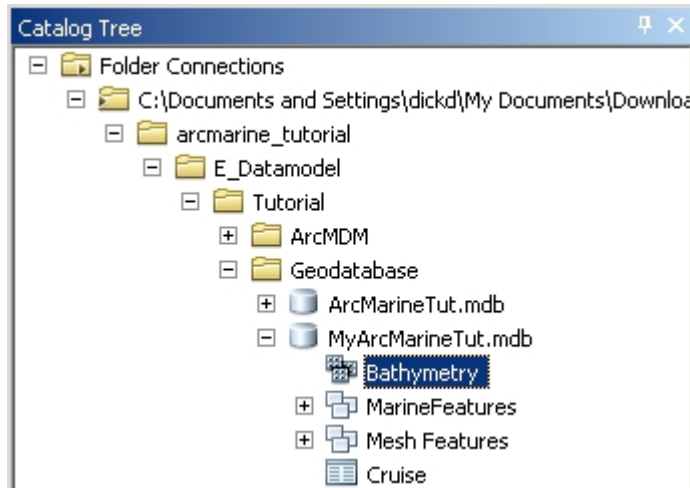 Catalog Tree
Folder Connections
C:\Documents and Settings\dickd\My Documents\Downloa
arcmarine_tutorial
E_Datamodel
Tutorial
ArcMDM
Geodatabase
ArcMarineTut.mdb
MyArcMarineTut.mdb
Bathymetry
MarineFeatures
Mesh Features
Cruise